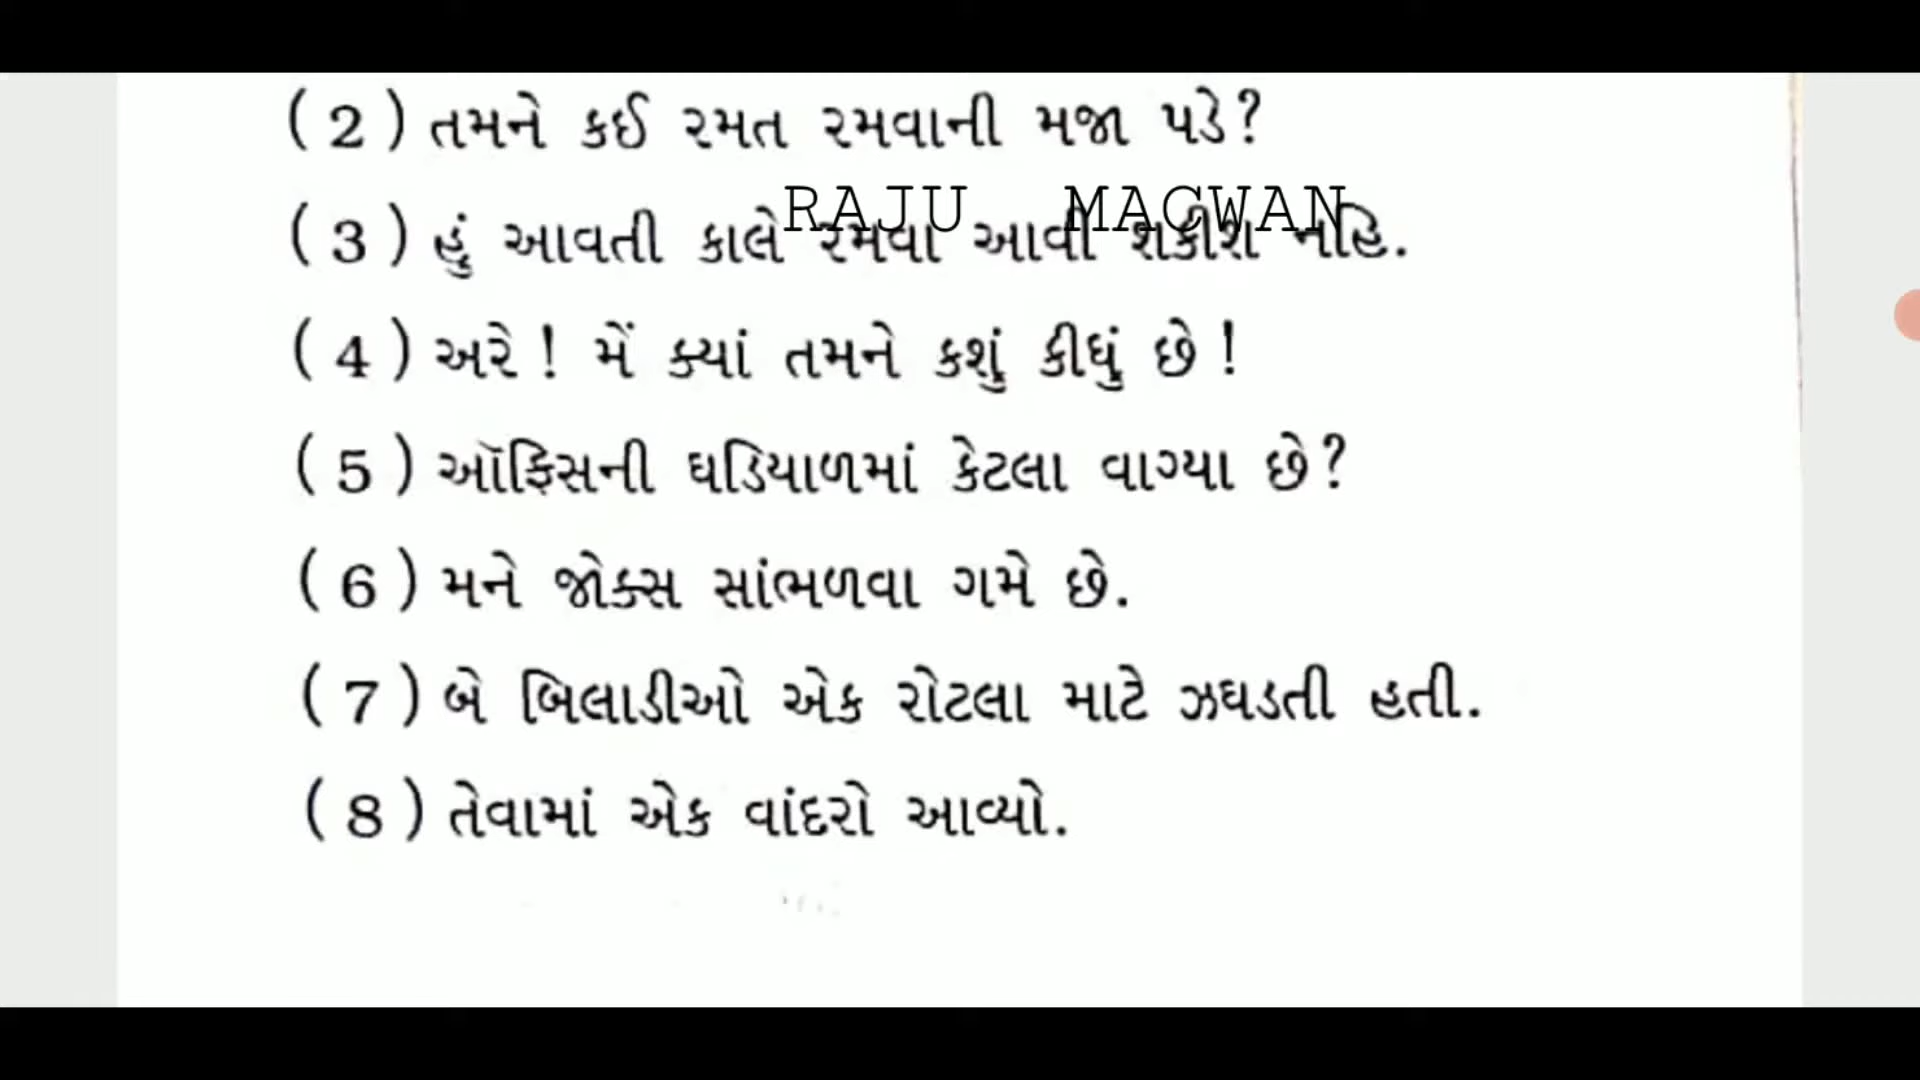 (2) તમને કઈ રમત રમવાની મજા પડે?
RAJU MACWAN
(3) હું આવતી કાલે રમવા આવી શકીશ નહિ.
(4) અરે! મેં ક્યાં તમને કશું કીધું છે!
(5) ઑફિસની ઘડિયાળમાં કેટલા વાગ્યા છે?
(6) મને જોક્સ સાંભળવા ગમે છે.
(7) બે બિલાડીઓ એક રોટલા માટે ઝઘડતી હતી.
(8) તેવામાં એક વાંદરો આવ્યો.